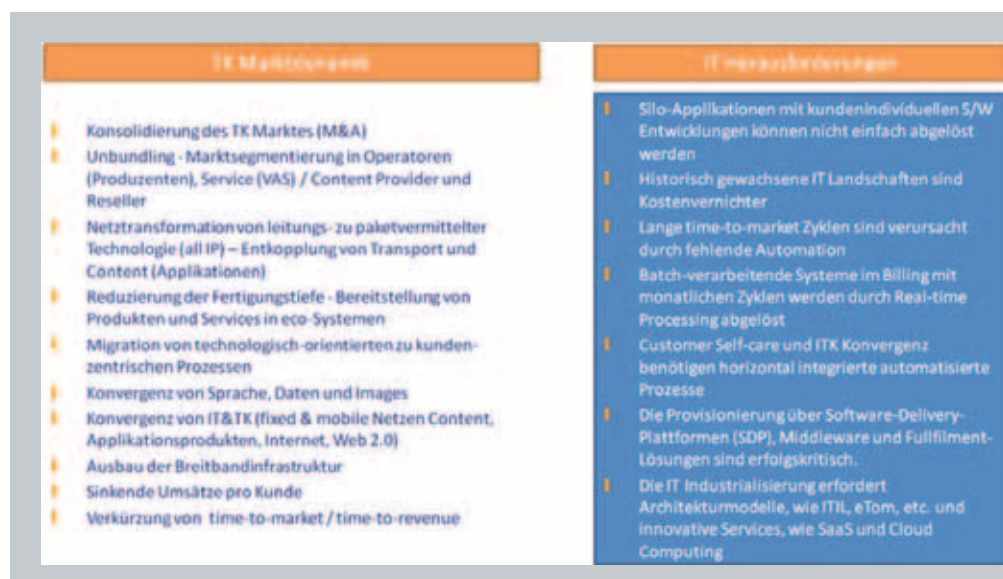 TK Marktdynamik
Konsolidierung des TK Marktes (M&A)
Unbundling - Marktsegmentierung in Operatoren
(Produzenten), Service (VAS) / Content Provider und
Reseller
Netztransformation von leitungs- zu paketvermittelter
Technologie (all IP) – Entkopplung von Transport und
Content (Applikationen)
Reduzierung der Fertigungstiefe - Bereitstellung von
Produkten und Services in eco-Systemen
Migration von technologisch-orientierten zu kunden-
zentrischen Prozessen
Konvergenz von Sprache, Daten und Images
Konvergenz von IT&TK (fixed & mobile Netzen Content,
Applikationsprodukten, Internet, Web 2.0)
Ausbau der Breitbandinfrastruktur
Sinkende Umsätze pro Kunde
Verkürzung von time-to-market / time-to-revenue
IT Herausforderungen
Silo-Applikationen mit kundenindividuellen S/W
Entwicklungen können nicht einfach abgelöst
werden
Historisch gewachsene IT Landschaften sind
Kostenvernichter
Lange time-to-market Zyklen sind verursacht
durch fehlende Automation
Batch-verarbeitende Systeme im Billing mit
monatlichen Zyklen werden durch Real-time
Processing abgelöst
Customer Self-care und ITK Konvergenz
benötigen horizontal integrierte automatisierte
Prozesse
Die Provisionierung über Software-Delivery-
Plattformen (SDP), Middleware und Fullfilment-
Lösungen sind erfolgskritisch.
Die IT Industrialisierung erfordert
Architekturmodelle, wie ITIL, eTom, etc. und
innovative Services, wie SaaS und Cloud
Computing